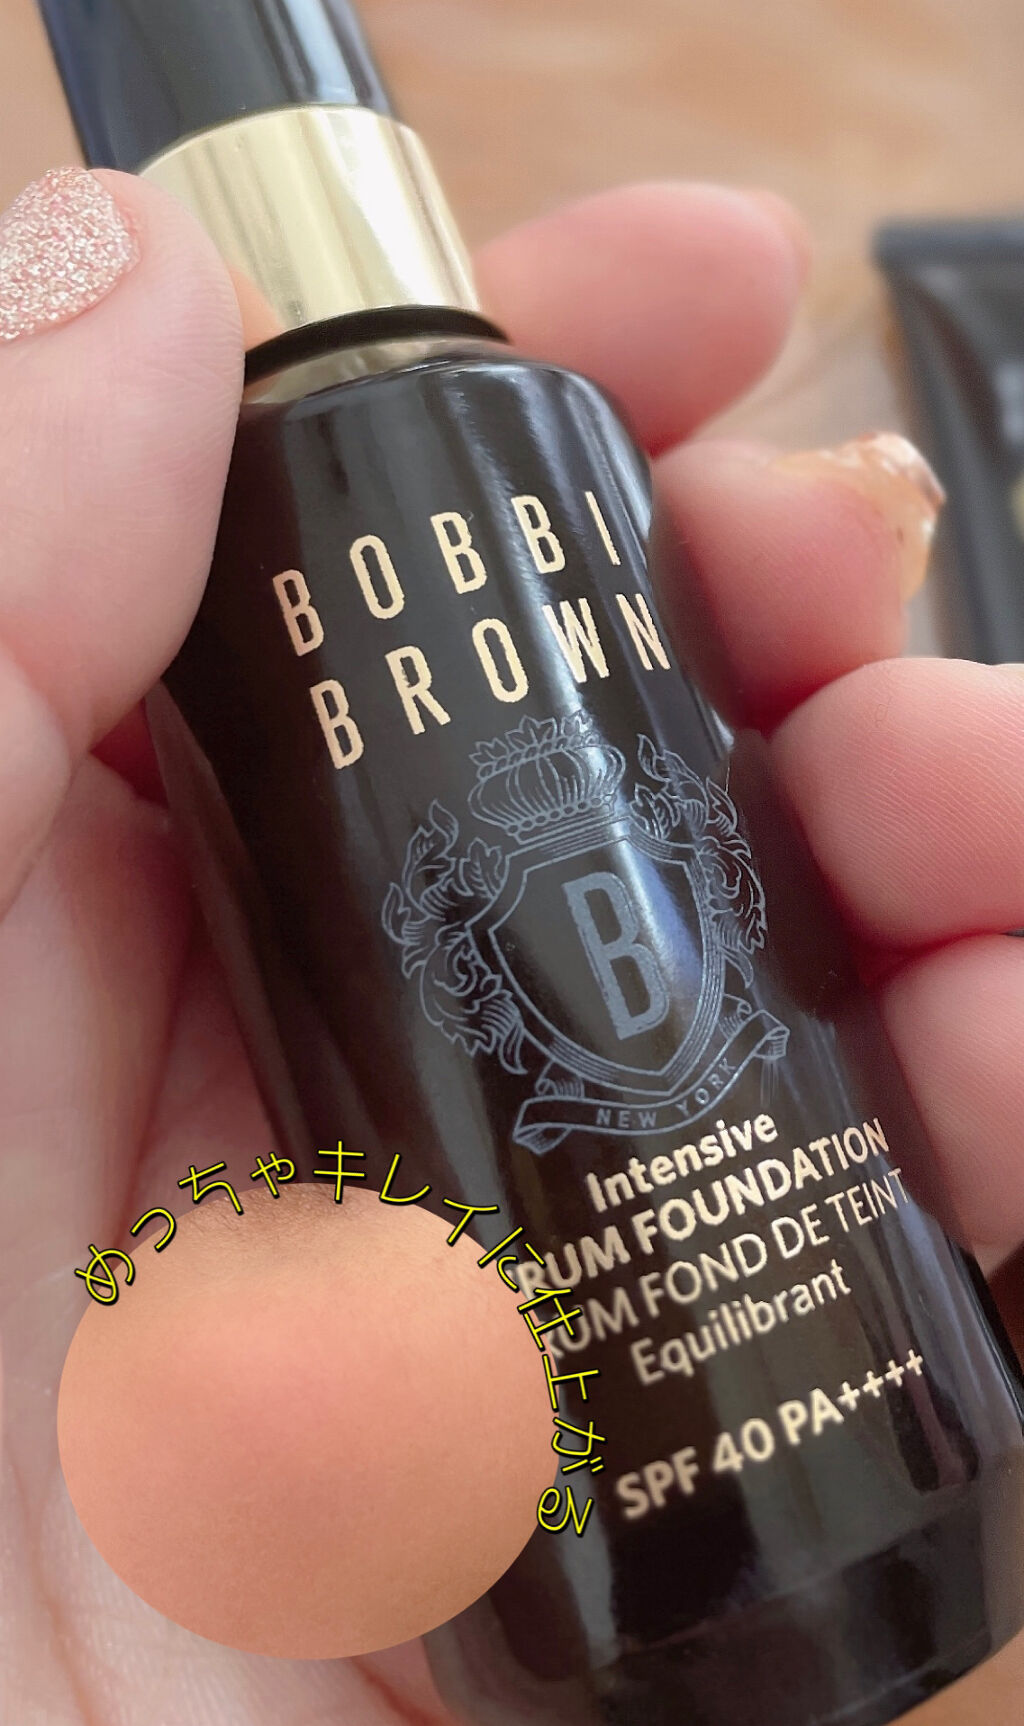 BOBBI
BROWN
B
NEW YORK
Intensive
RUM FOUNDATION
RUM FOND DE TEINT
Equilibrant
SPF 40 PA++++
めっちゃキレイに仕上がる